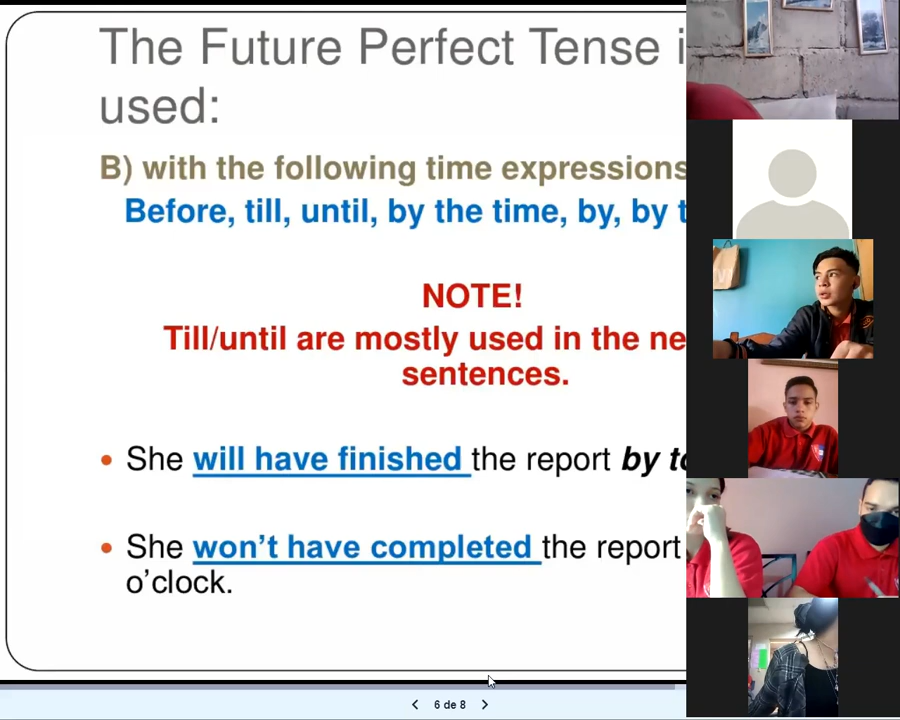 The Future Perfect Tense
used:
B) with the following time expressions
Before, till, until, by the time, by, by
NOTE!
Till/until are mostly used in the
sentences.
• She will have finished the report by
• She won't have completed the report
o'clock.
6 de 8